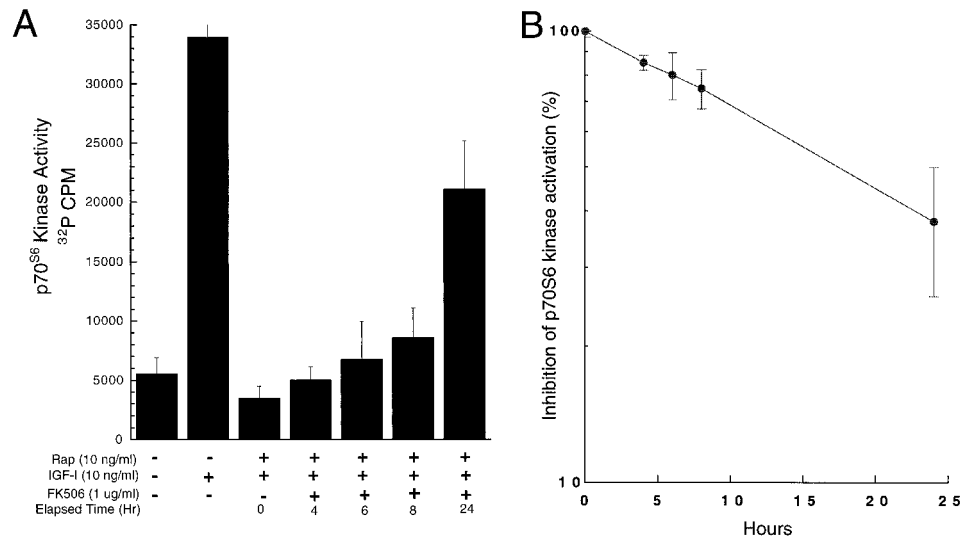 A
p70S6 Kinase Activity
32P CPM
35000
30000
25000
20000
15000
10000
5000
0
Rap (10 ng/ml) - - + + + + +
IGF-I (10 ng/ml) - + + + + + +
FK506 (1 ug/ml) - - - + + + +
Elapsed Time (Hr) 0 4 6 8 24
B
Inhibition of p70S6 kinase activation (%)
100
10
0 5 10 15 20 25
Hours